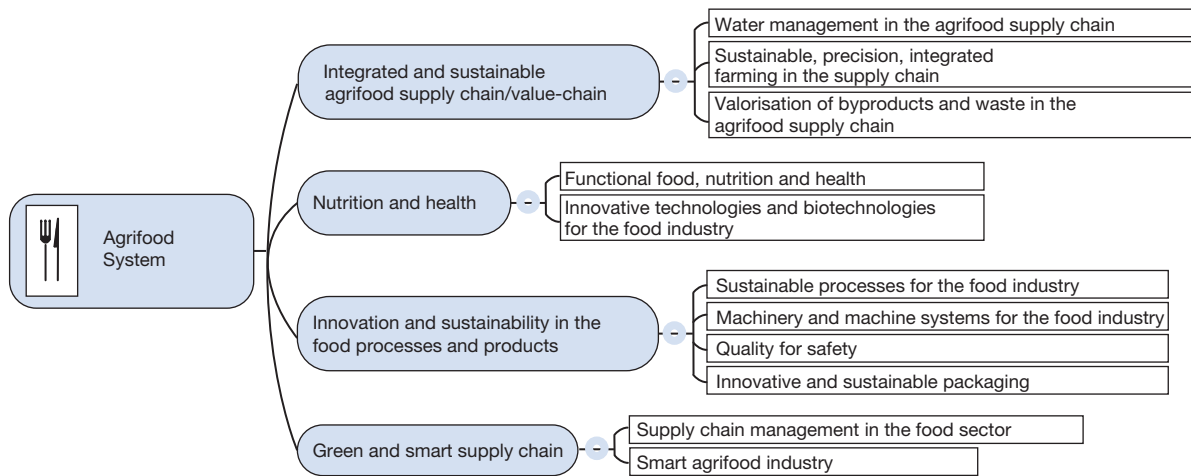 Agrifood
System
Integrated and sustainable
agrifood supply chain/value-chain
Water management in the agrifood supply chain
Sustainable, precision, integrated
farming in the supply chain
Valorisation of byproducts and waste in the
agrifood supply chain
Nutrition and health
Functional food, nutrition and health
Innovative technologies and biotechnologies
for the food industry
Innovation and sustainability in the
food processes and products
Sustainable processes for the food industry
Machinery and machine systems for the food industry
Quality for safety
Innovative and sustainable packaging
Green and smart supply chain
Supply chain management in the food sector
Smart agrifood industry